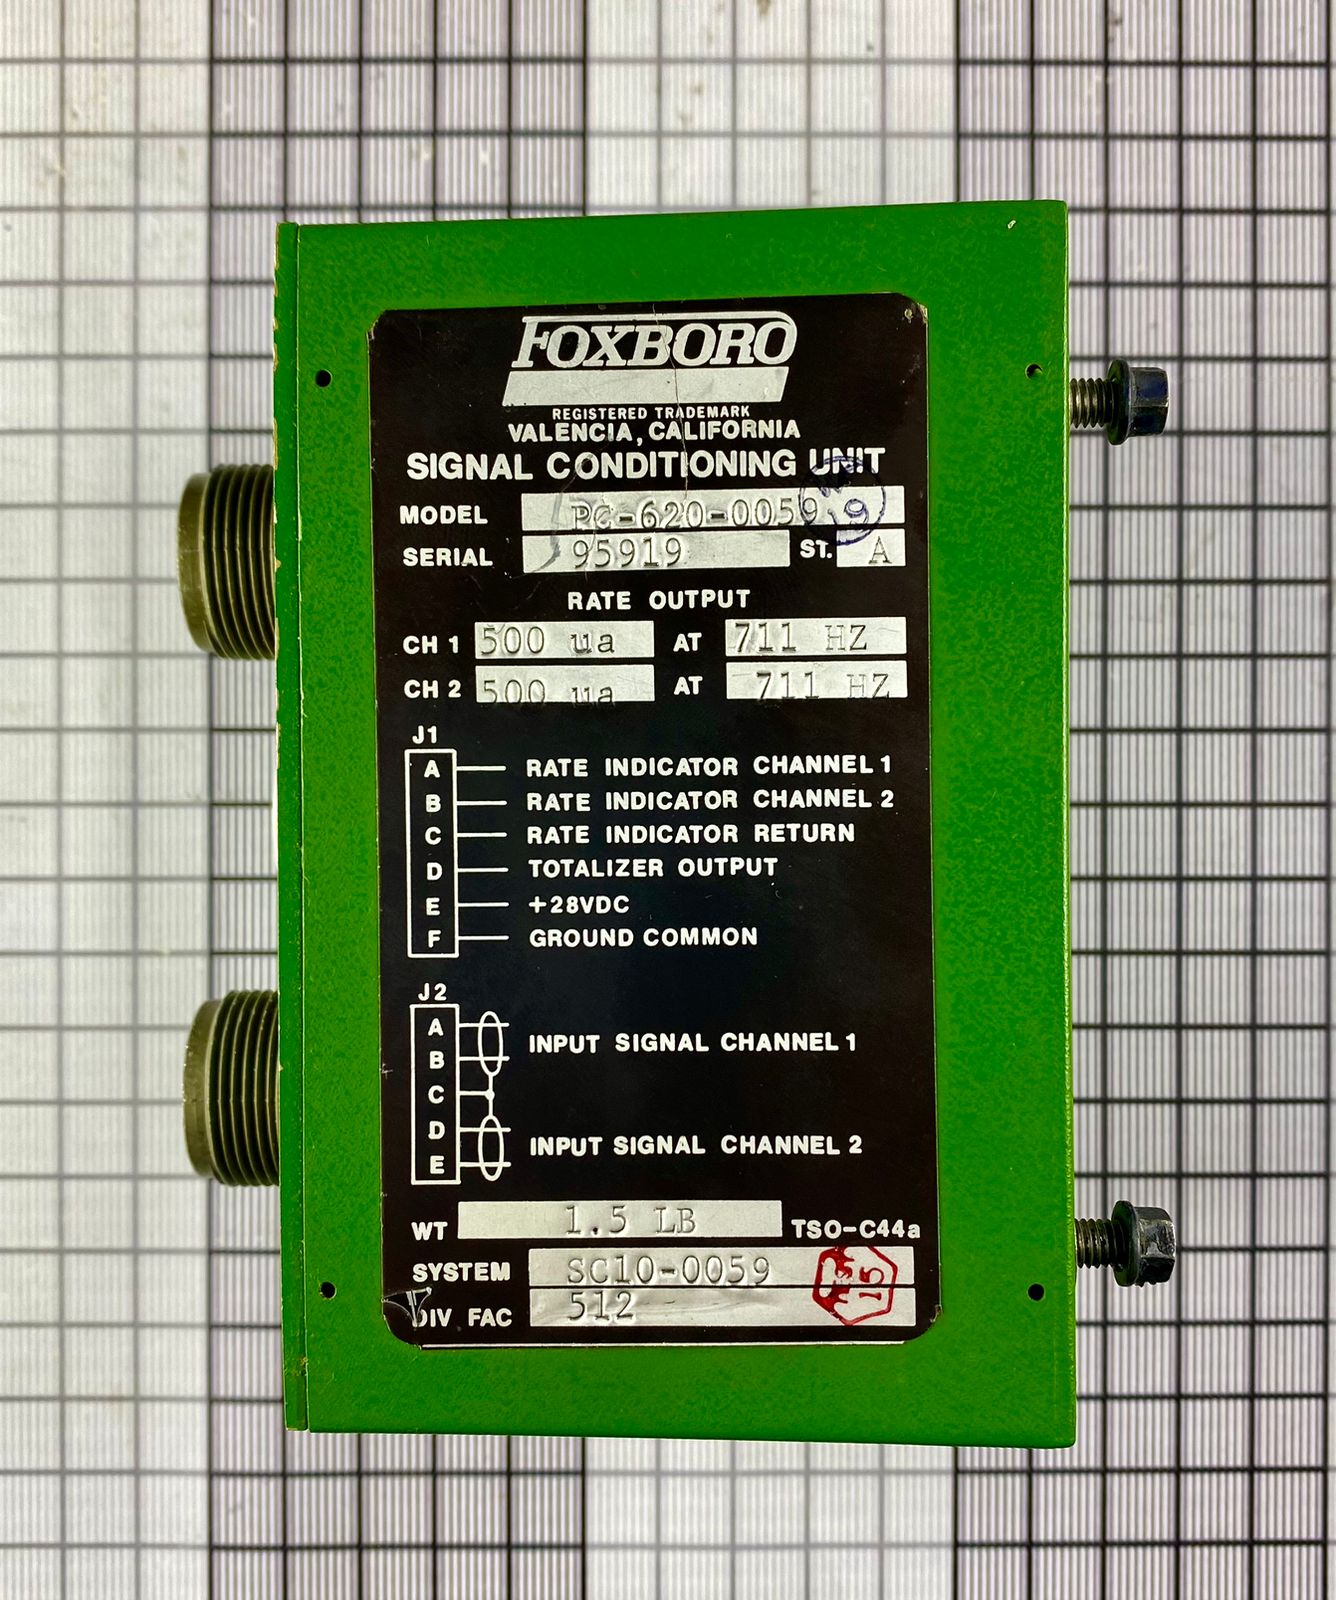 FOXBORO
REGISTERED TRADEMARK
VALENCIA, CALIFORNIA
SIGNAL CONDITIONING UNIT
MODEL PC-620-0059
SERIAL 95919 ST. A
RATE OUTPUT
CH 1 500 ua AT 711 HZ
CH 2 500 ua AT 711 HZ
J1
A RATE INDICATOR CHANNEL 1
B RATE INDICATOR CHANNEL 2
C RATE INDICATOR RETURN
D TOTALIZER OUTPUT
E +28VDC
F GROUND COMMON
J2
A
INPUT SIGNAL CHANNEL 1
B
C
D
INPUT SIGNAL CHANNEL 2
E
WT 1.5 LB TSO-C44a
SYSTEM SC10-0059
15
DIV FAC 512